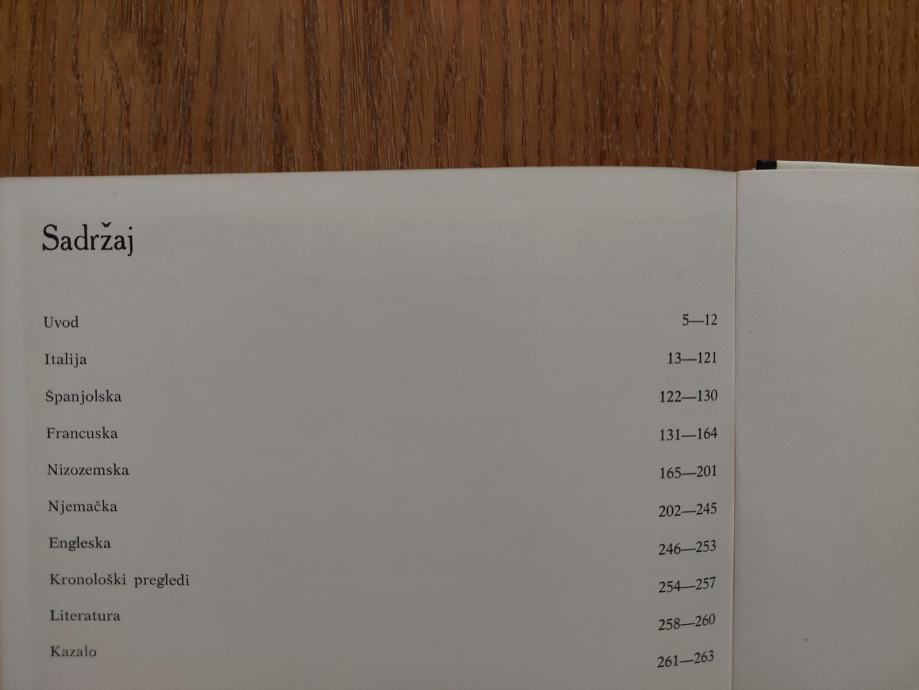 Sadržaj
Uvod 5—12
Italija 13—121
Španjolska 122—130
Francuska 131—164
Nizozemska 165—201
Njemačka 202—245
Engleska 246—253
Kronološki pregledi 254—257
Literatura 258—260
Kazalo 261—263